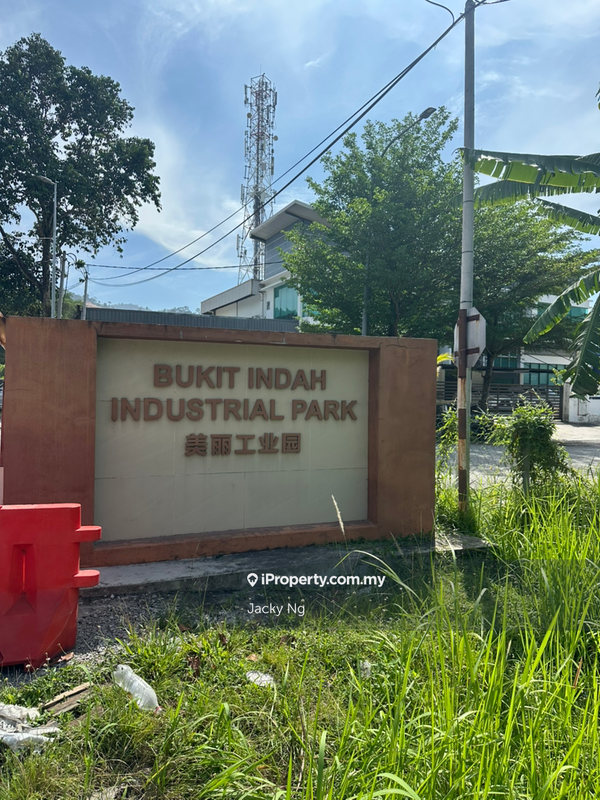 BUKIT INDAH
INDUSTRIAL PARK
美丽工业园
iProperty.com.my
Jacky Ng